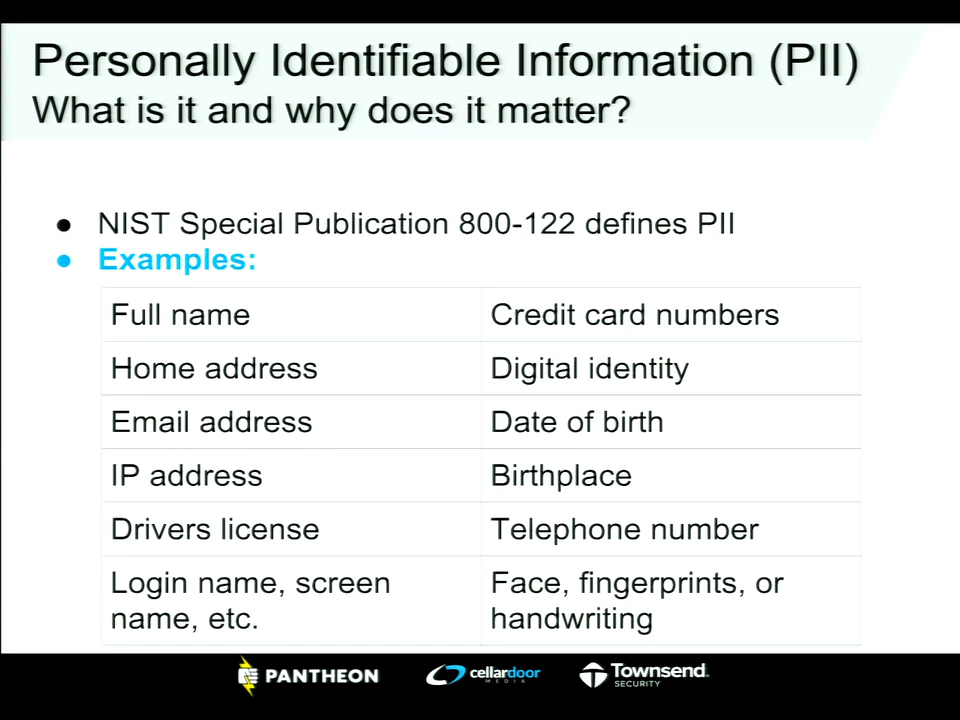 Personally Identifiable Information (PII)
What is it and why does it matter?
● NIST Special Publication 800-122 defines PII
● Examples:
Full name
Credit card numbers
Home address
Digital identity
Email address
Date of birth
IP address
Birthplace
Drivers license
Telephone number
Login name, screen
name, etc.
Face, fingerprints, or
handwriting
PANTHEON
cellardoor
MEDIA
Townsend
SECURITY